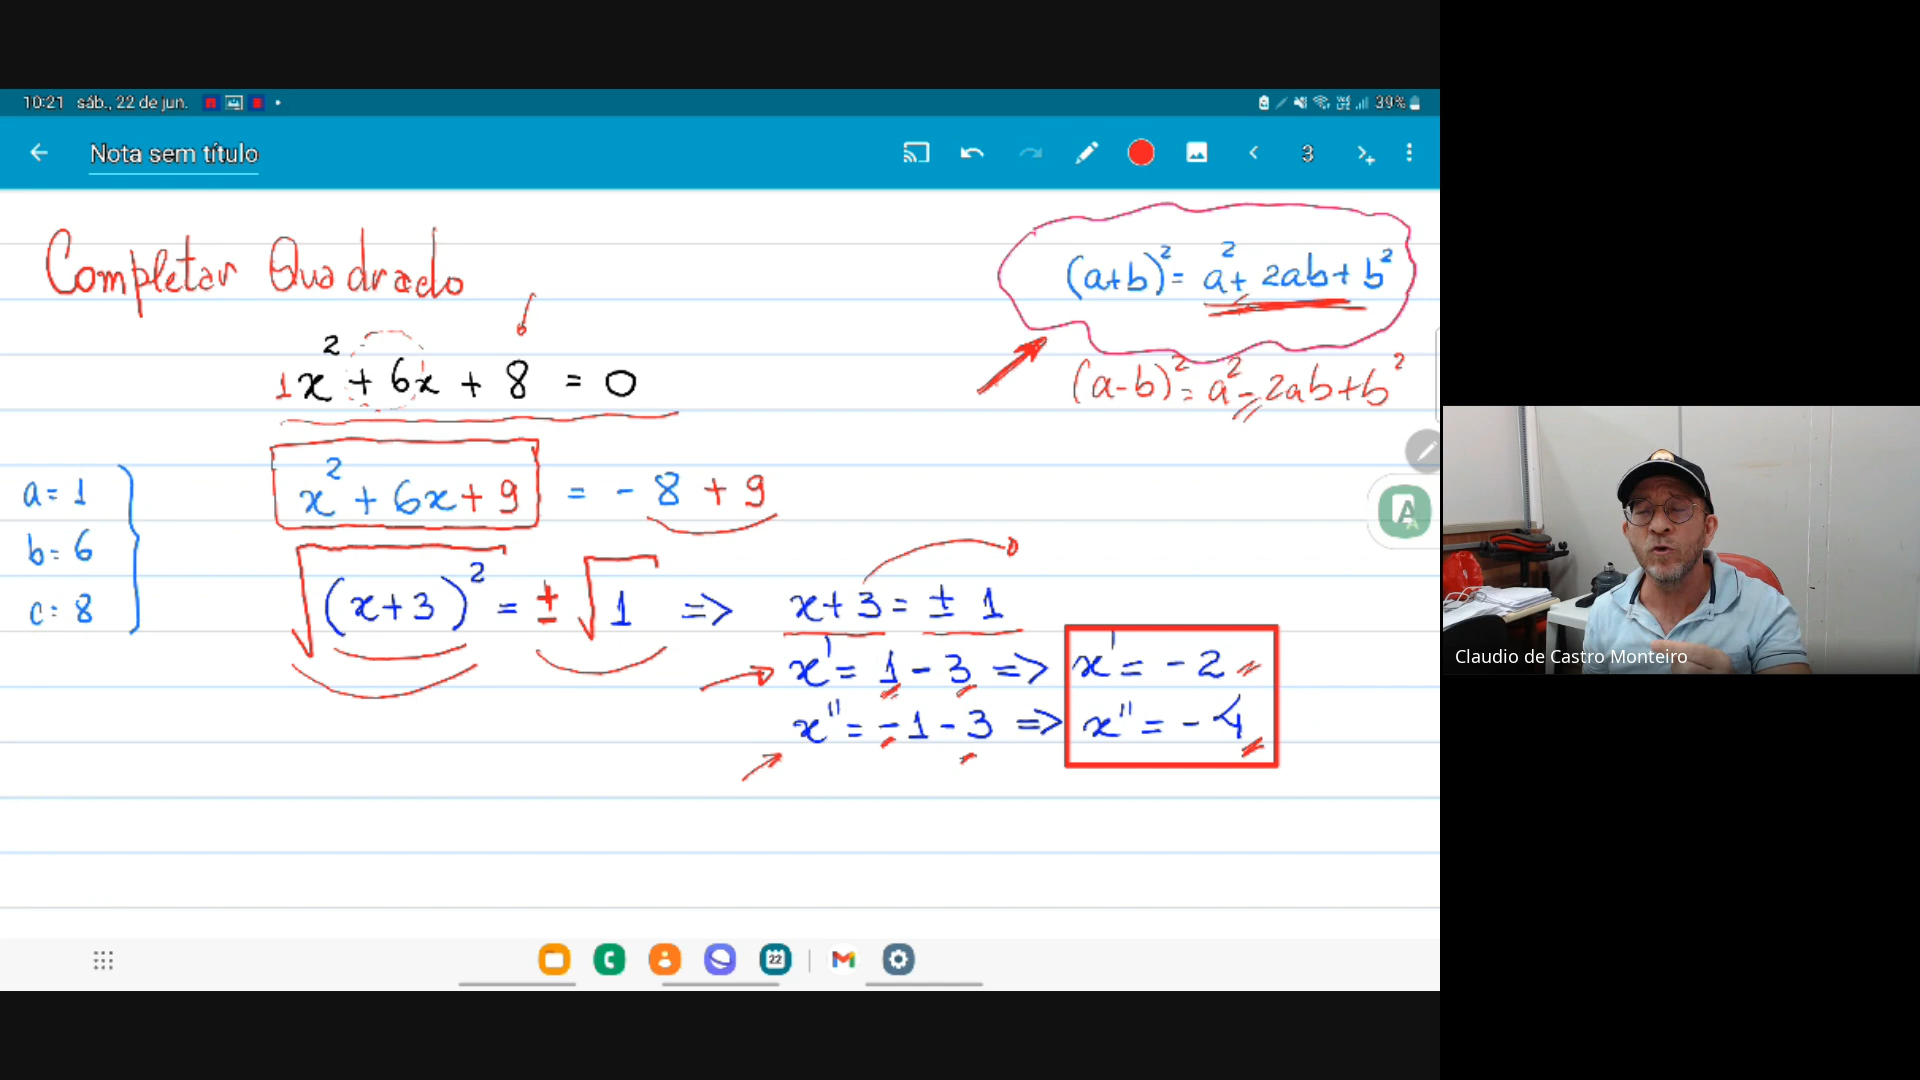 10:21 sáb., 22 de jun.
39%
Nota sem título
3
Completar Quadrado
(a+b)² = a² + 2ab + b²
(a-b)² = a² - 2ab + b²
1x² + 6x + 8 = 0
x² + 6x + 9 = - 8 + 9
a = 1
b = 6
c = 8
√(x+3)² = ± √1 => x+3 = ± 1
x' = 1 - 3 => x' = - 2
x'' = -1 - 3 => x'' = - 4
A
Claudio de Castro Monteiro
22